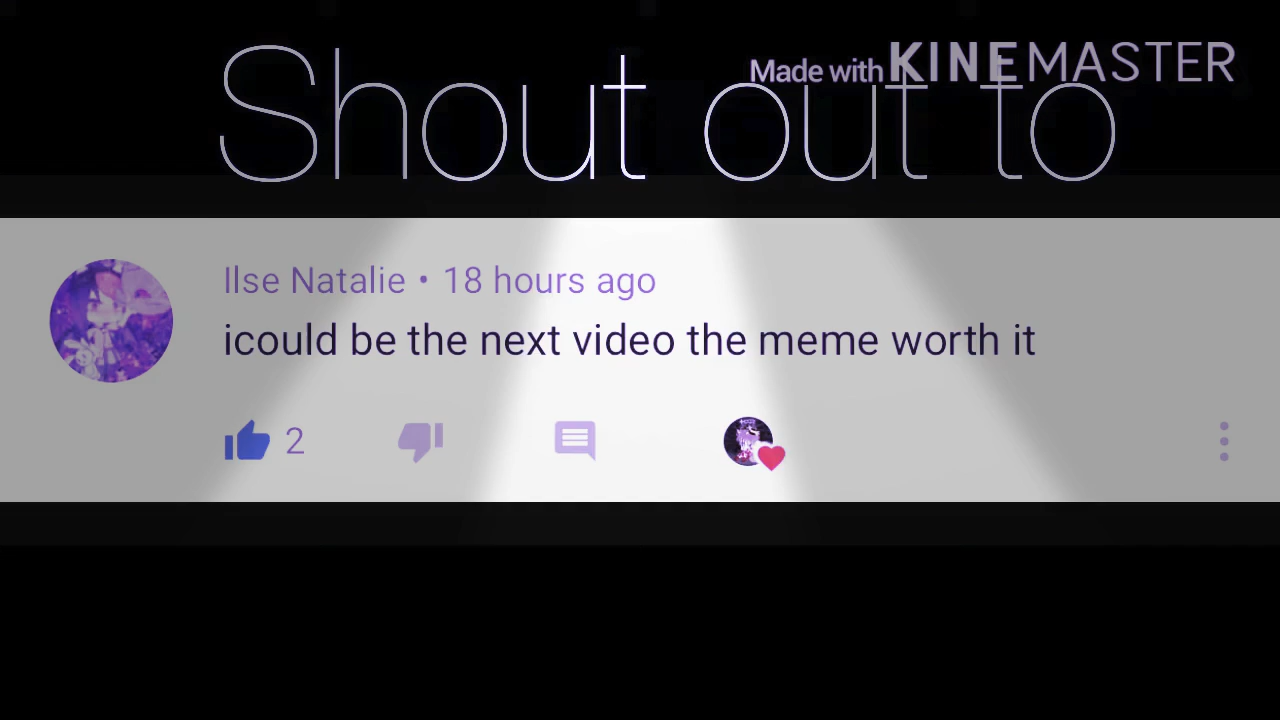 Made with KINEMASTER
Shout out to
Ilse Natalie • 18 hours ago
icould be the next video the meme worth it
2